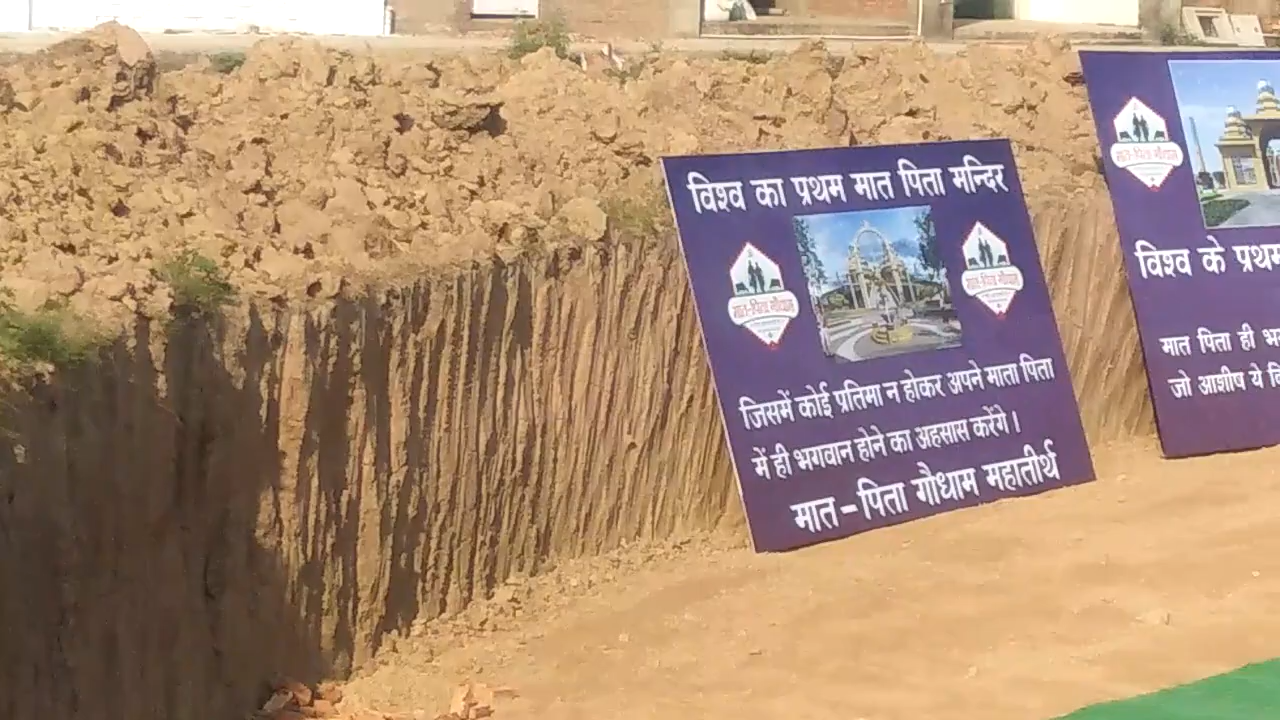 विश्व का प्रथम मात पिता मन्दिर
मात-पिता गौधाम
मात-पिता गौधाम
जिसमें कोई प्रतिमा न होकर अपने माता पिता
में ही भगवान होने का अहसास करेंगे।
मात-पिता गौधाम महातीर्थ
मात-पिता गौधाम
विश्व के प्रथम
मात पिता ही
जो आशीष ये